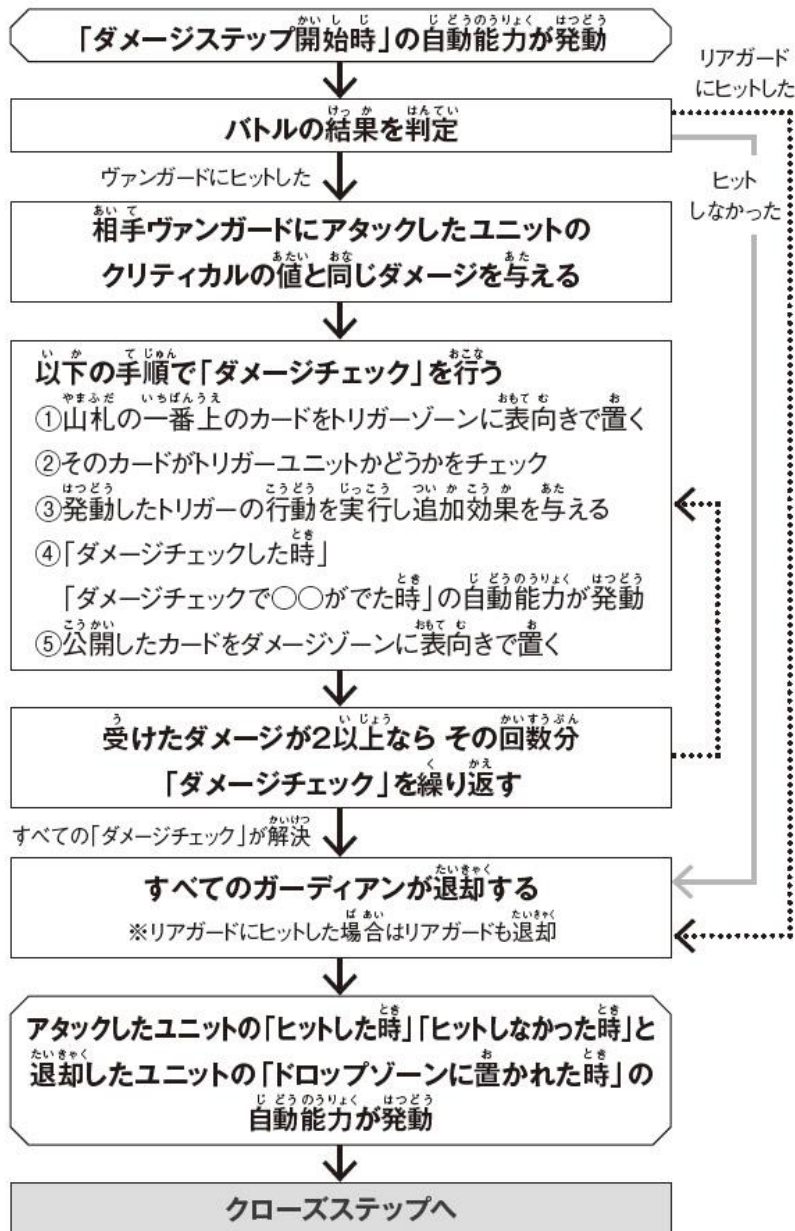 「ダメージステップ開始時」の自動能力が発動
リアガード
にヒットした
バトルの結果を判定
ヴァンガードにヒットした
ヒット
しなかった
相手ヴァンガードにアタックしたユニットの
クリティカルの値と同じダメージを与える
以下の手順で「ダメージチェック」を行う
①山札の一番上のカードをトリガーゾーンに表向きで置く
②そのカードがトリガーユニットかどうかをチェック
③発動したトリガーの行動を実行し追加効果を与える
④「ダメージチェックした時」
「ダメージチェックで○○がでた時」の自動能力が発動
⑤公開したカードをダメージゾーンに表向きで置く
受けたダメージが2以上なら その回数分
「ダメージチェック」を繰り返す
すべての「ダメージチェック」が解決
すべてのガーディアンが退却する
※リアガードにヒットした場合はリアガードも退却
アタックしたユニットの「ヒットした時」「ヒットしなかった時」と
退却したユニットの「ドロップゾーンに置かれた時」の
自動能力が発動
クローズステップへ